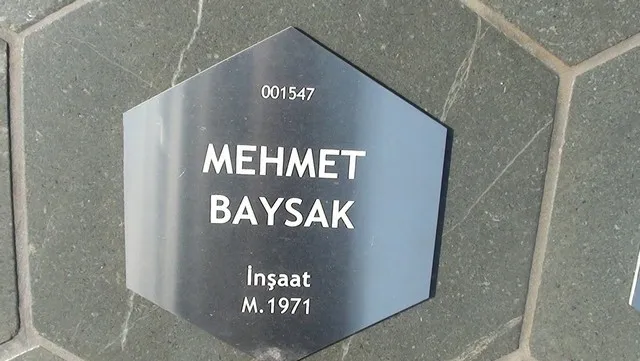 001547
MEHMET
BAYSAK
İnşaat
M.1971